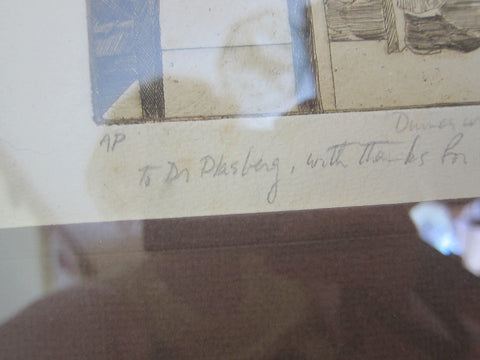 AP
To Dr Plasberg, with thanks for